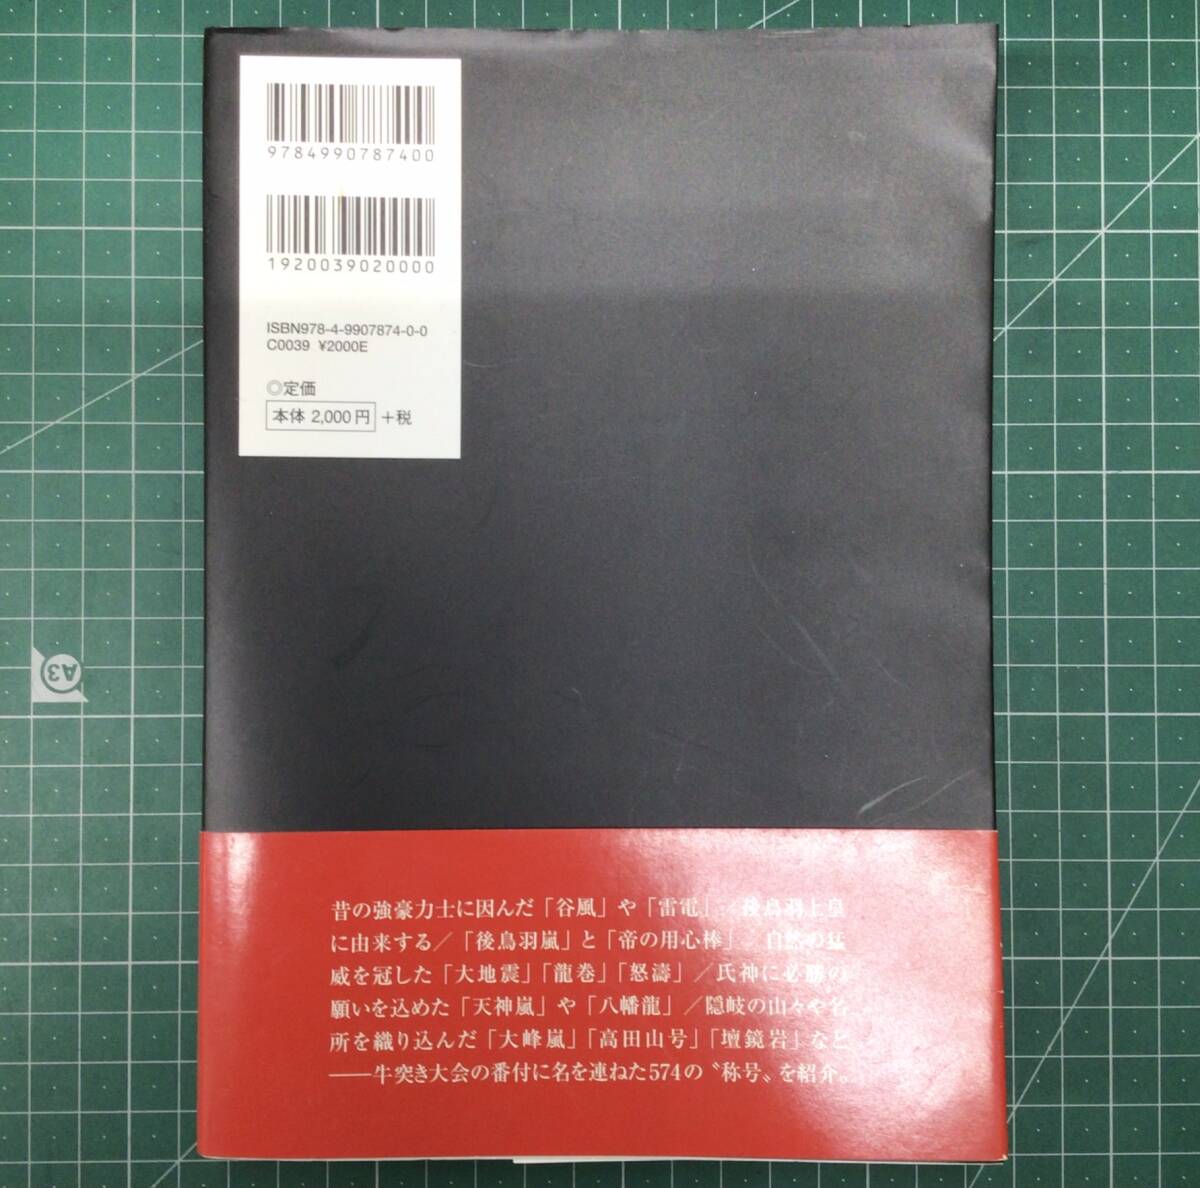 9784990787400
1920039020000
ISBN978-4-9907874-0-0
C0039 ¥2000E
◎定価
本体 2,000円 +税
A3
昔の強豪力士に因んだ「谷風」や「雷電」／後鳥羽上皇
に由来する／「後鳥羽嵐」と「帝の用心棒」／自然の猛
威を冠した「大地震」「龍巻」「怒濤」／氏神に必勝の
願いを込めた「天神嵐」や「八幡龍」／隠岐の山々や名
所を織り込んだ「大峰嵐」「高田山号」「壇鏡岩」など
――牛突き大会の番付に名を連ねた574の〝称号〟を紹介。